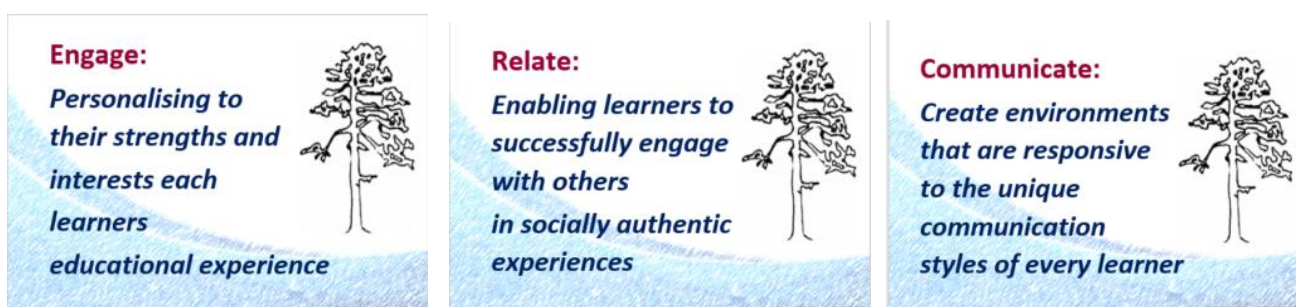 Engage:
Personalising to
their strengths and
interests each
learners
educational experience
Relate:
Enabling learners to
successfully engage
with others
in socially authentic
experiences
Communicate:
Create environments
that are responsive
to the unique
communication
styles of every learner